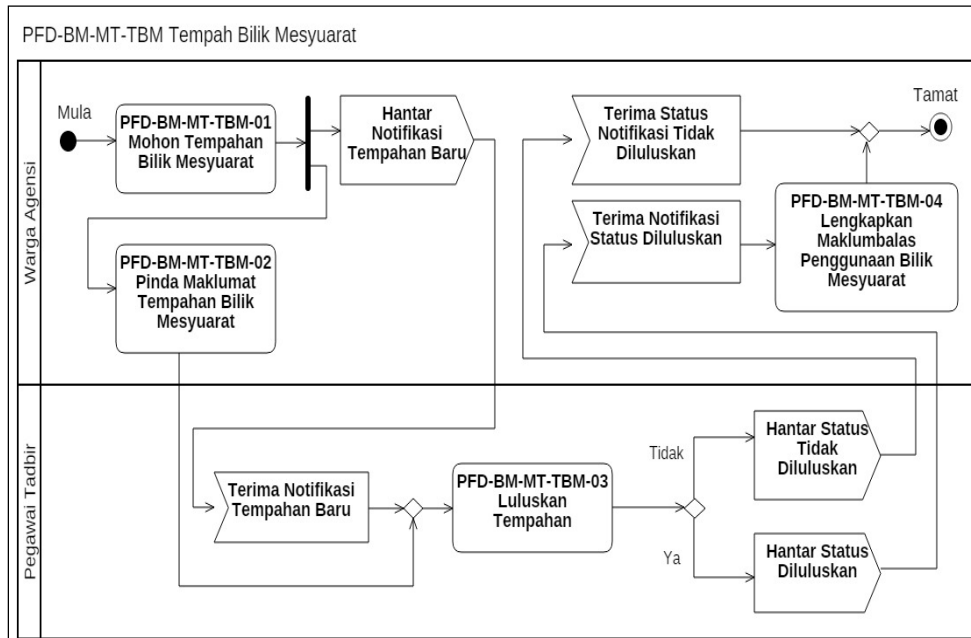 PFD-BM-MT-TBM Tempah Bilik Mesyuarat
Warga Agensi
Mula
PFD-BM-MT-TBM-01
Mohon Tempahan
Bilik Mesyuarat
Hantar
Notifikasi
Tempahan Baru
Terima Status
Notifikasi Tidak
Diluluskan
Tamat
Terima Notifikasi
Status Diluluskan
PFD-BM-MT-TBM-04
Lengkapkan
Maklumbalas
Penggunaan Bilik
Mesyuarat
PFD-BM-MT-TBM-02
Pinda Maklumat
Tempahan Bilik
Mesyuarat
Pegawai Tadbir
Terima Notifikasi
Tempahan Baru
PFD-BM-MT-TBM-03
Luluskan
Tempahan
Tidak
Hantar Status
Tidak
Diluluskan
Ya
Hantar Status
Diluluskan